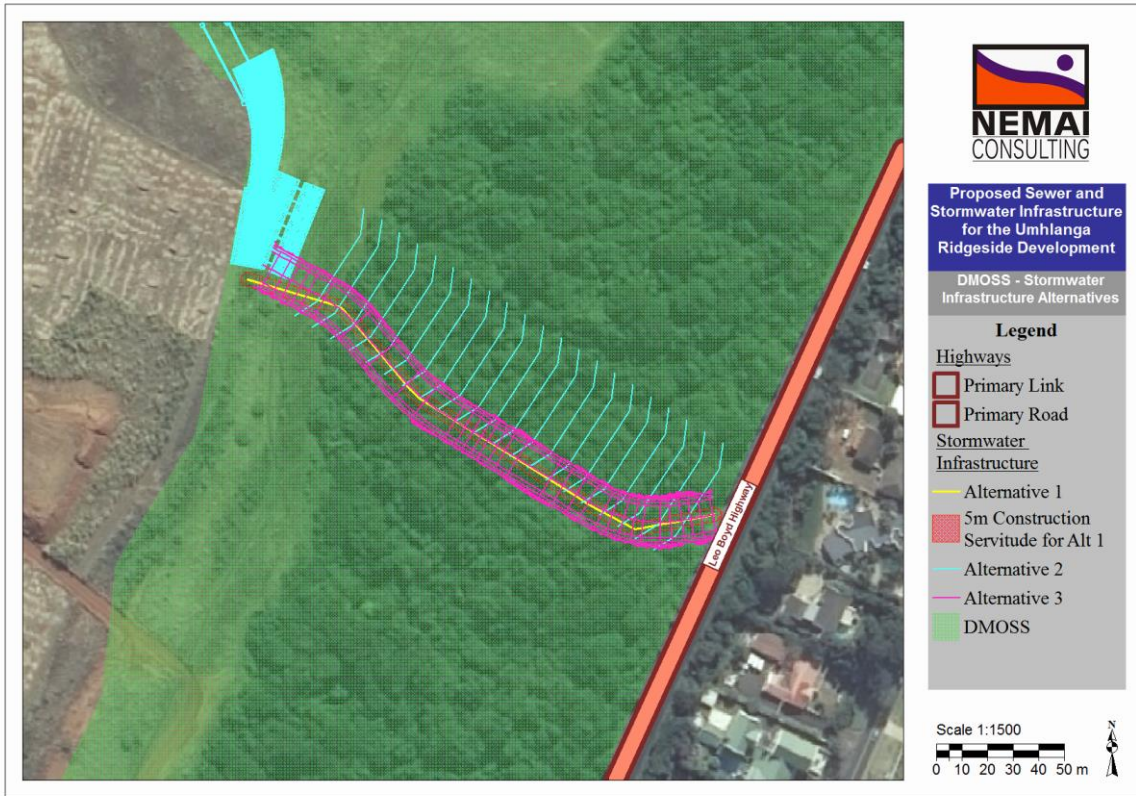 NEMAI
CONSULTING
Proposed Sewer and
Stormwater Infrastructure
for the Umhlanga
Ridgeside Development
DMOSS - Stormwater
Infrastructure Alternatives
Legend
Highways
Primary Link
Primary Road
Stormwater
Infrastructure
Alternative 1
5m Construction
Servitude for Alt 1
Alternative 2
Alternative 3
DMOSS
Scale 1:1500
N
0 10 20 30 40 50 m
Leo Boyd Highway